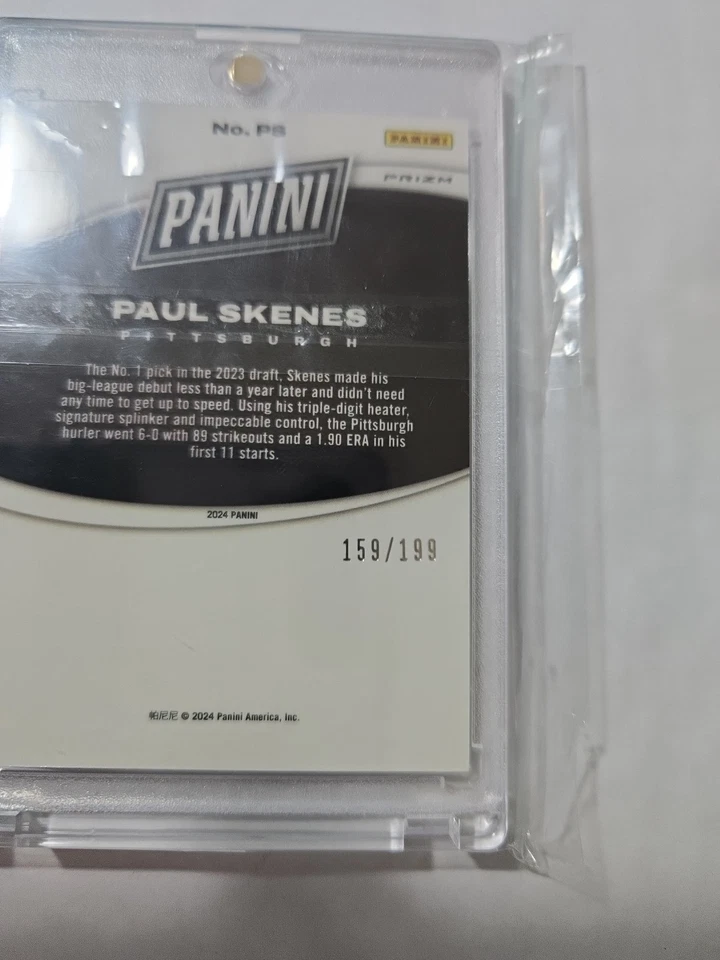 No. PS
PANINI
PRIZM
PANINI
PAUL SKENES
PITTSBURGH
The No. 1 pick in the 2023 draft, Skenes made his
big-league debut less than a year later and didn't need
any time to get up to speed. Using his triple-digit heater,
signature splinker and impeccable control, the Pittsburgh
hurler went 6-0 with 89 strikeouts and a 1.90 ERA in his
first 11 starts.
2024 PANINI
159/199
帕尼尼 © 2024 Panini America, Inc.